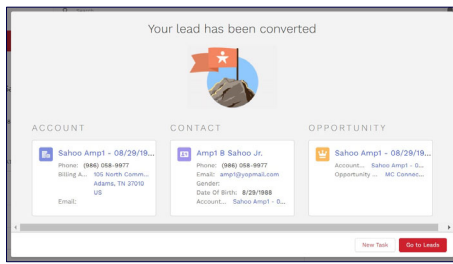 Your lead has been converted
ACCOUNT
Sahoo Amp1 - 08/29/19...
Phone: (986) 058-9977
Billing A... 105 North Comm...
Adams, TN 37010
US
Email:
CONTACT
Amp1 B Sahoo Jr.
Phone: (986) 058-9977
Email: amp1@yopmail.com
Gender:
Date Of Birth: 8/29/1988
Account... Sahoo Amp1 - 0...
OPPORTUNITY
Sahoo Amp1 - 08/29/19...
Account... Sahoo Amp1 - 0...
Opportunity ... MC Connec...
New Task
Go to Leads